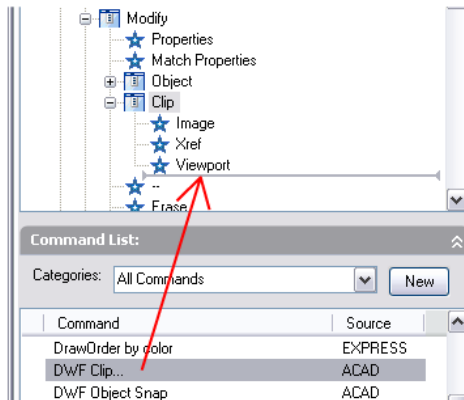 Modify
Properties
Match Properties
Object
Clip
Image
Xref
Viewport
--
Erase
Command List:
Categories: All Commands New
Command Source
DrawOrder by color EXPRESS
DWF Clip... ACAD
DWF Object Snap ACAD